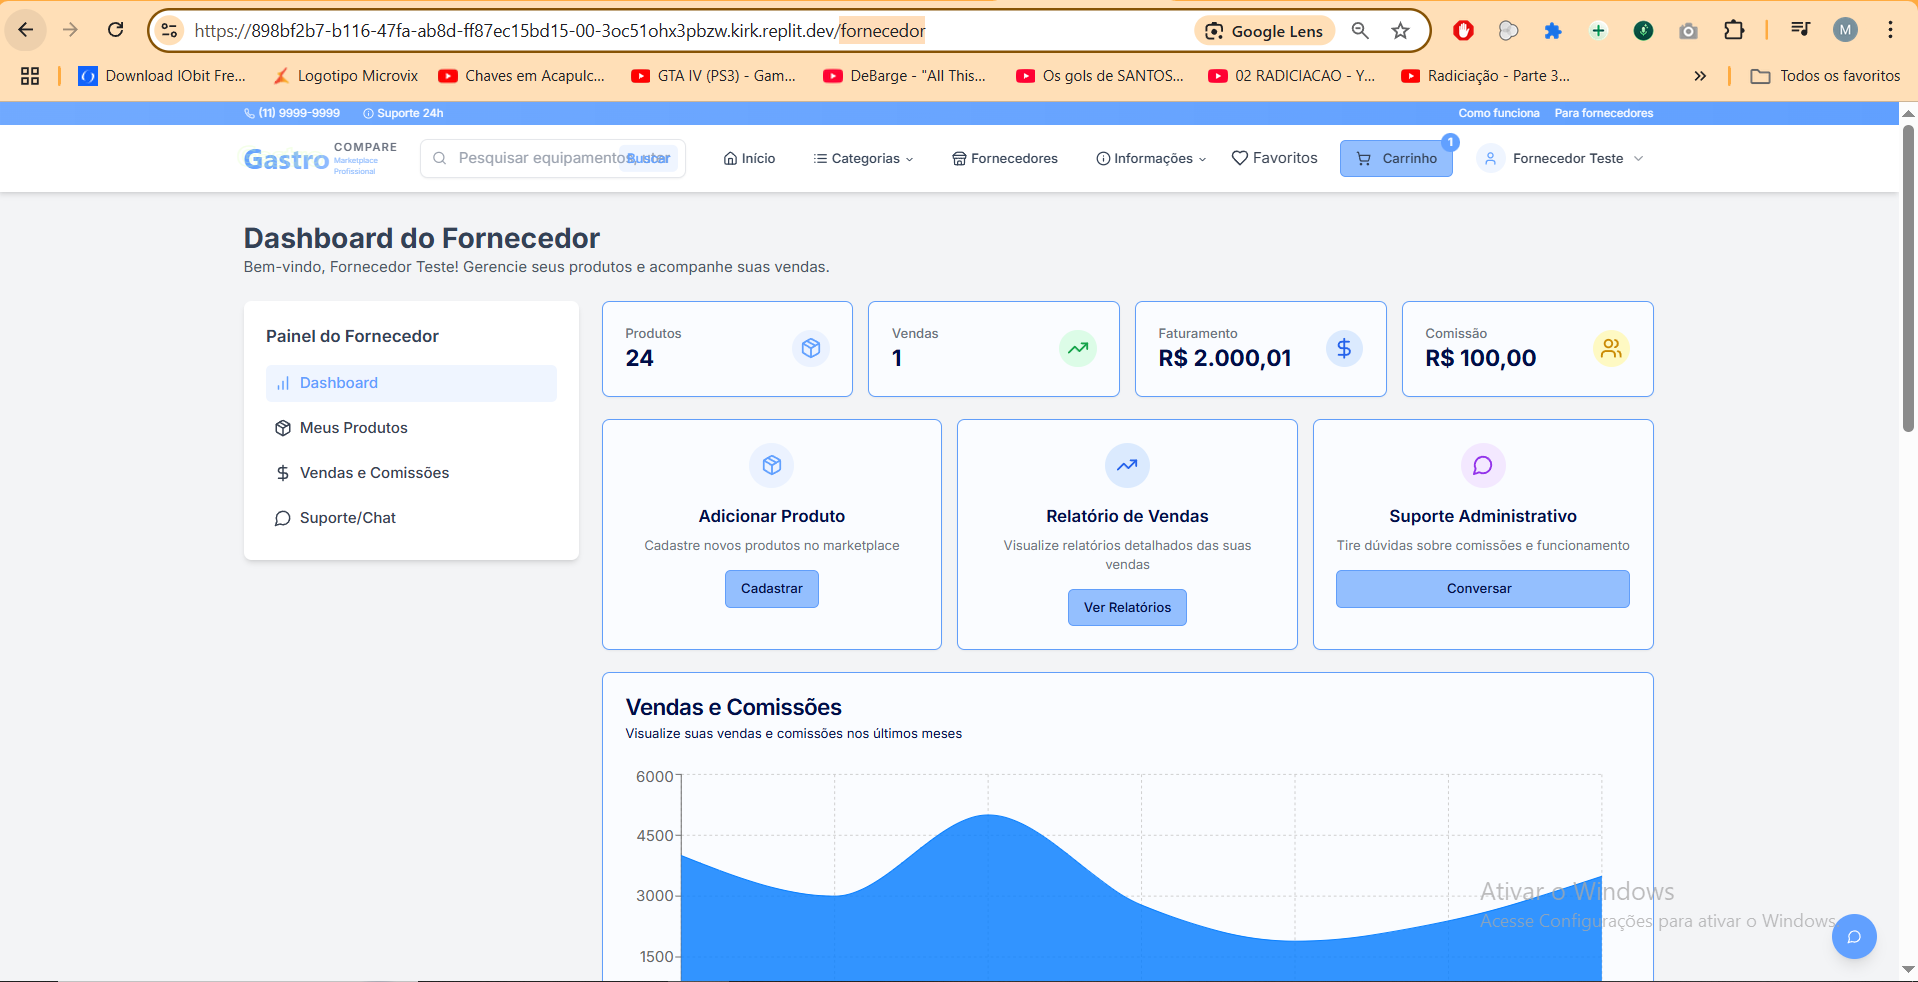 https://898bf2b7-b116-47fa-ab8d-ff87ec15bd15-00-3oc51ohx3pbzw.kirk.replit.dev/fornecedor
Google Lens
M
Download IObit Fre...
Logotipo Microvix
Chaves em Acapulc...
GTA IV (PS3) - Gam...
DeBarge - "All This...
Os gols de SANTOS...
02 RADICIACAO - Y...
Radiciação - Parte 3...
Todos os favoritos
(11) 9999-9999
Suporte 24h
Como funciona
Para fornecedores
Gastro
COMPARE
Marketplace
Profissional
Pesquisar equipamentos, uten
Buscar
Início
Categorias
Fornecedores
Informações
Favoritos
Carrinho
1
Fornecedor Teste
Dashboard do Fornecedor
Bem-vindo, Fornecedor Teste! Gerencie seus produtos e acompanhe suas vendas.
Painel do Fornecedor
Dashboard
Meus Produtos
Vendas e Comissões
Suporte/Chat
Produtos
24
Vendas
1
Faturamento
R$ 2.000,01
Comissão
R$ 100,00
Adicionar Produto
Cadastre novos produtos no marketplace
Cadastrar
Relatório de Vendas
Visualize relatórios detalhados das suas
vendas
Ver Relatórios
Suporte Administrativo
Tire dúvidas sobre comissões e funcionamento
Conversar
Vendas e Comissões
Visualize suas vendas e comissões nos últimos meses
6000
4500
3000
1500
Ativar o Windows
Acesse Configurações para ativar o Windows.